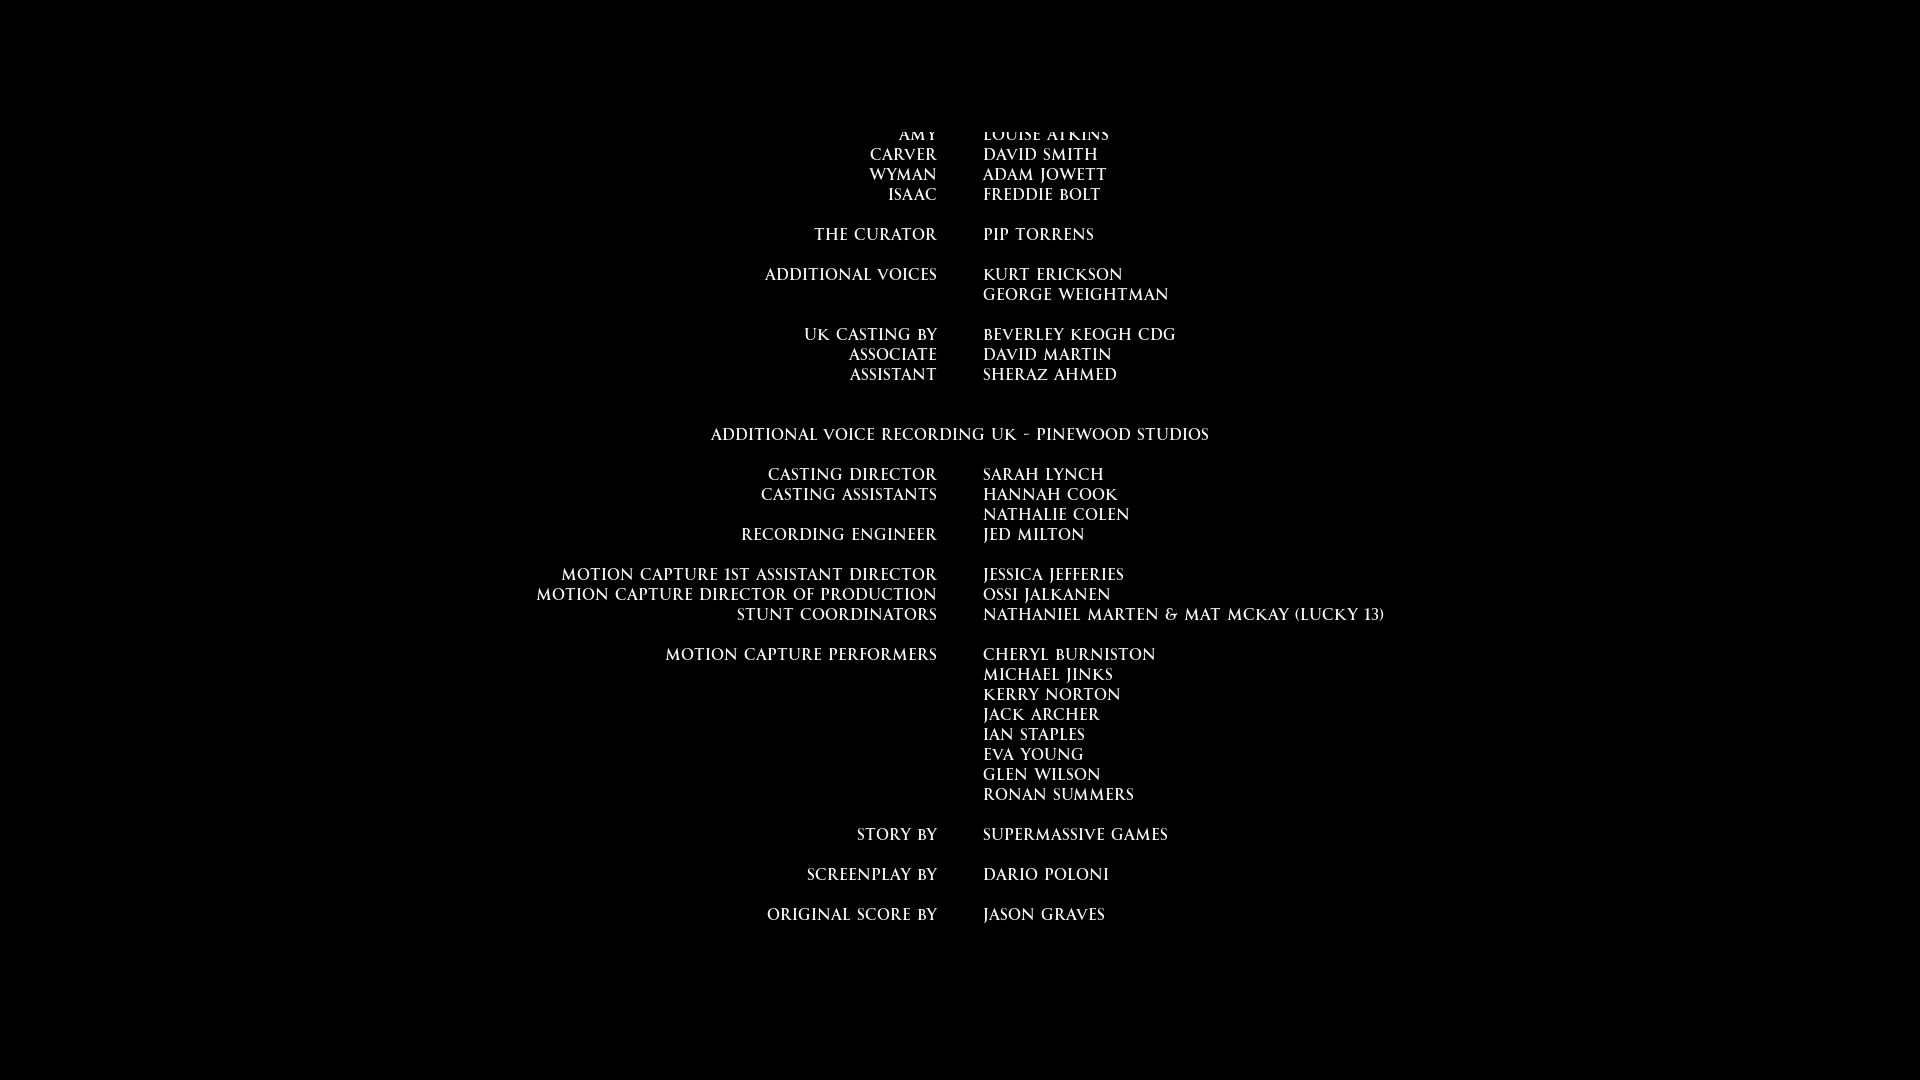 AMY LOUISE ATKINS
CARVER DAVID SMITH
WYMAN ADAM JOWETT
ISAAC FREDDIE BOLT
THE CURATOR PIP TORRENS
ADDITIONAL VOICES KURT ERICKSON
GEORGE WEIGHTMAN
UK CASTING BY BEVERLEY KEOGH CDG
ASSOCIATE DAVID MARTIN
ASSISTANT SHERAZ AHMED
ADDITIONAL VOICE RECORDING UK - PINEWOOD STUDIOS
CASTING DIRECTOR SARAH LYNCH
CASTING ASSISTANTS HANNAH COOK
NATHALIE COLEN
RECORDING ENGINEER JED MILTON
MOTION CAPTURE 1ST ASSISTANT DIRECTOR JESSICA JEFFERIES
MOTION CAPTURE DIRECTOR OF PRODUCTION OSSI JALKANEN
STUNT COORDINATORS NATHANIEL MARTEN & MAT MCKAY (LUCKY 13)
MOTION CAPTURE PERFORMERS CHERYL BURNISTON
MICHAEL JINKS
KERRY NORTON
JACK ARCHER
IAN STAPLES
EVA YOUNG
GLEN WILSON
RONAN SUMMERS
STORY BY SUPERMASSIVE GAMES
SCREENPLAY BY DARIO POLONI
ORIGINAL SCORE BY JASON GRAVES